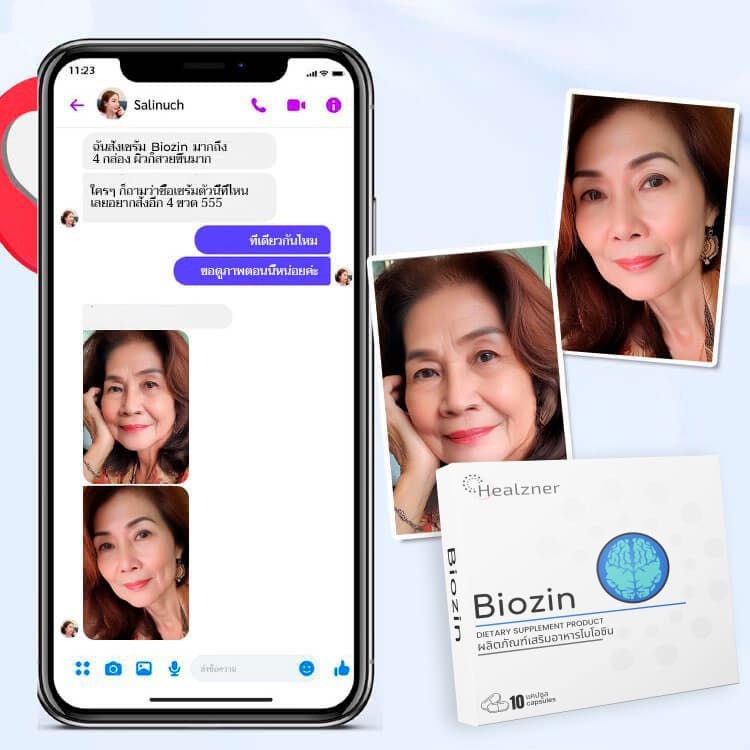 11:23
Salinuch
ฉันสั่งเซรั่ม Biozin มากถึง
4 กล่อง ผิวก็สวยขึ้นมาก
ใครๆ ก็ถามว่าซื้อเซรั่มตัวนี้ที่ไหน
เลยอยากสั่งอีก 4 ขวด 555
ทีเดียวกันไหม
ขอดูภาพตอนนี้หน่อยค่ะ
ส่งข้อความ
Healzner
Biozin
Biozin
DIETARY SUPPLEMENT PRODUCT
ผลิตภัณฑ์เสริมอาหารไบโอซิน
10 แคปซูล
capsules